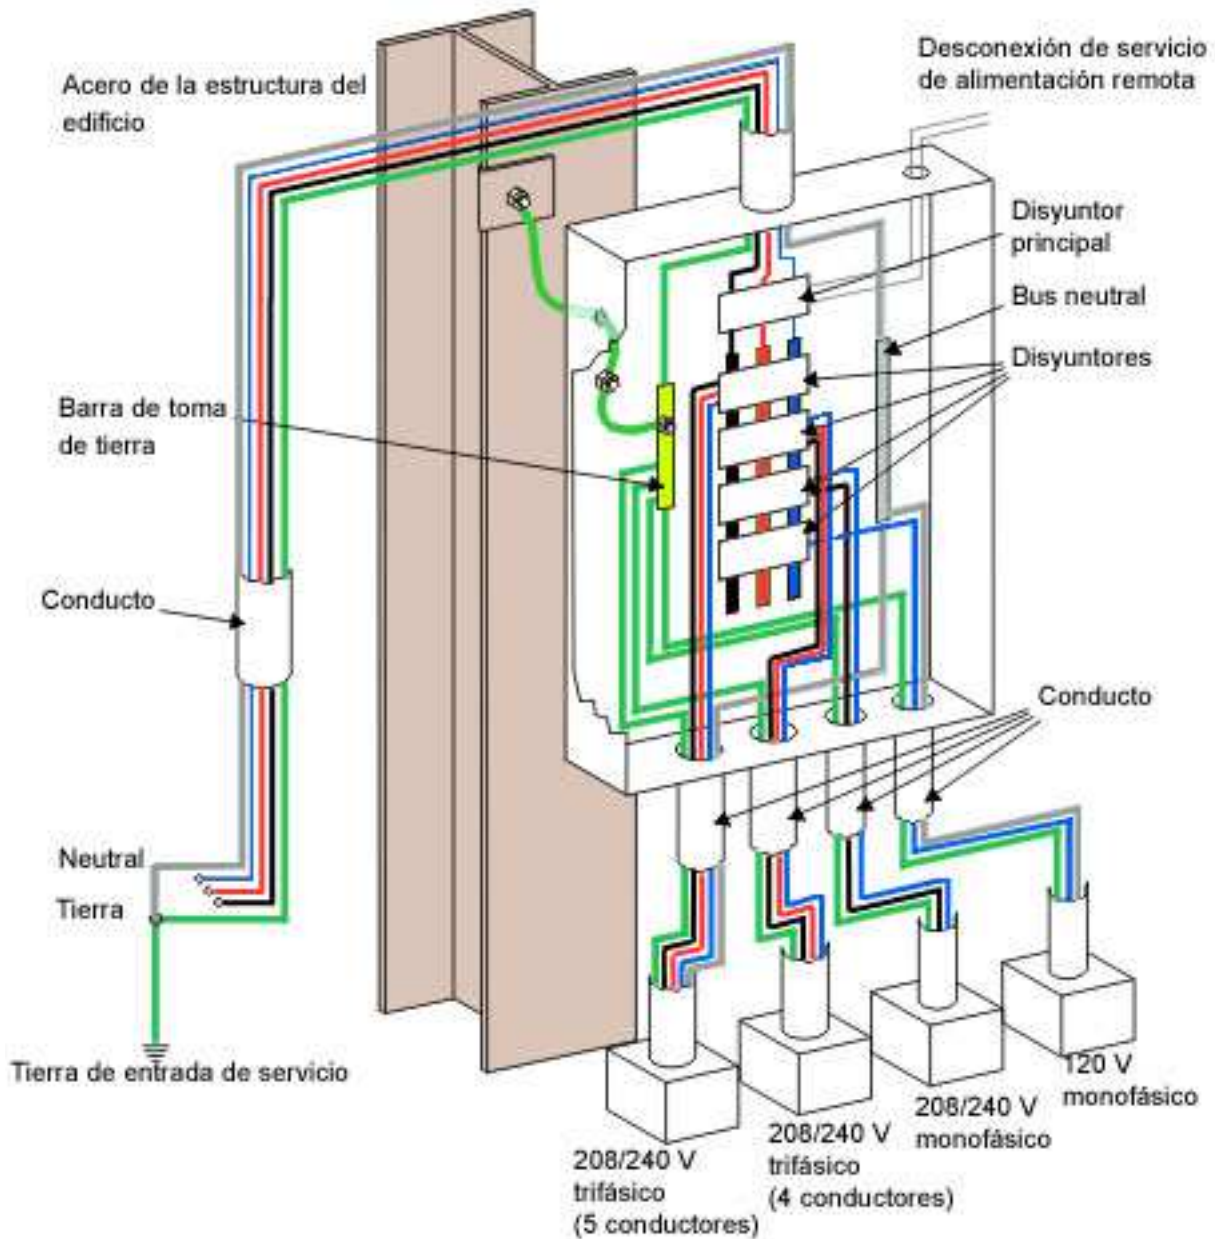 Desconexión de servicio
de alimentación remota
Acero de la estructura del
edificio
Disyuntor
principal
Bus neutral
Disyuntores
Barra de toma
de tierra
Conducto
Conducto
Neutral
Tierra
Tierra de entrada de servicio
120 V
monofásico
208/240 V
monofásico
208/240 V
trifásico
(4 conductores)
208/240 V
trifásico
(5 conductores)